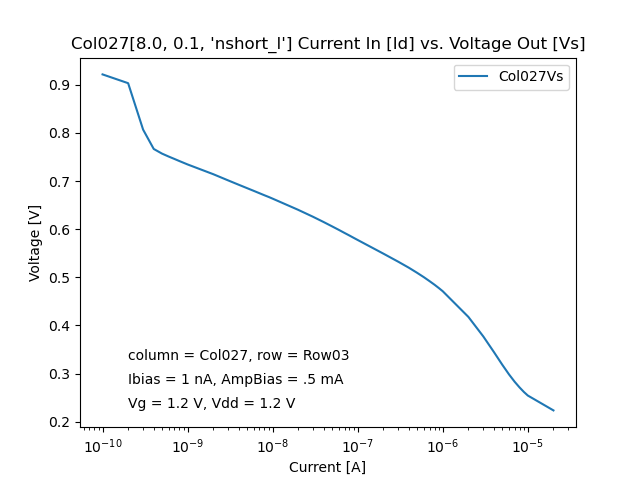 Col027[8.0, 0.1, 'nshort_l'] Current In [Id] vs. Voltage Out [Vs]
Col027Vs
0.9
0.8
0.7
0.6
0.5
0.4
0.3
0.2
Voltage [V]
column = Col027, row = Row03
Ibias = 1 nA, AmpBias = .5 mA
Vg = 1.2 V, Vdd = 1.2 V
10⁻¹⁰ 10⁻⁹ 10⁻⁸ 10⁻⁷ 10⁻⁶ 10⁻⁵
Current [A]